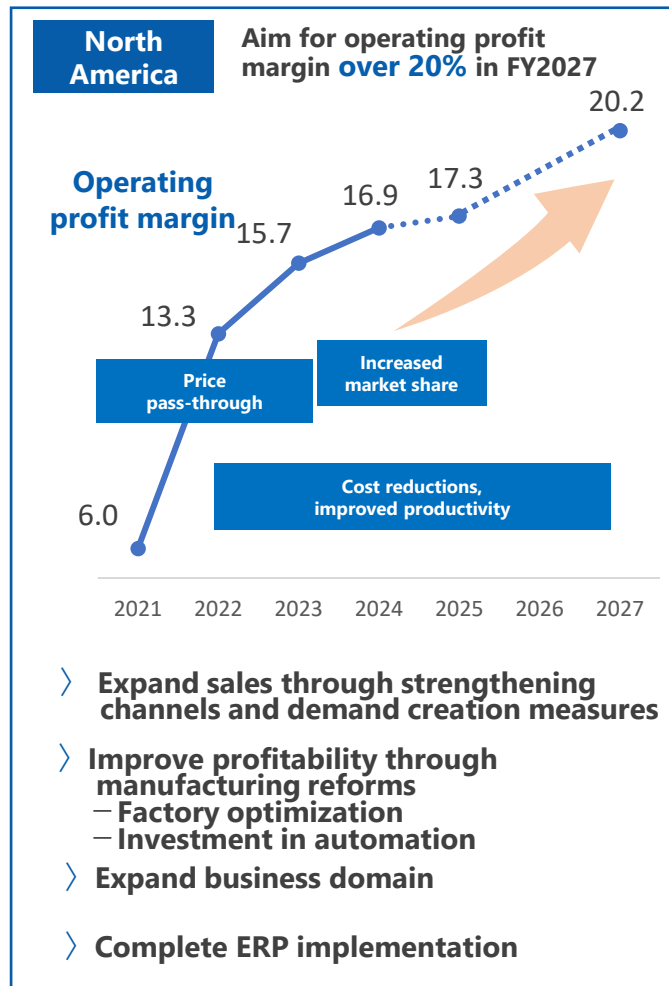 North
America
Aim for operating profit
margin over 20% in FY2027
20.2
Operating
profit margin
17.3
16.9
15.7
13.3
Price
pass-through
Increased
market share
Cost reductions,
improved productivity
6.0
2021 2022 2023 2024 2025 2026 2027
〉 Expand sales through strengthening
channels and demand creation measures
〉 Improve profitability through
manufacturing reforms
― Factory optimization
― Investment in automation
〉 Expand business domain
〉 Complete ERP implementation